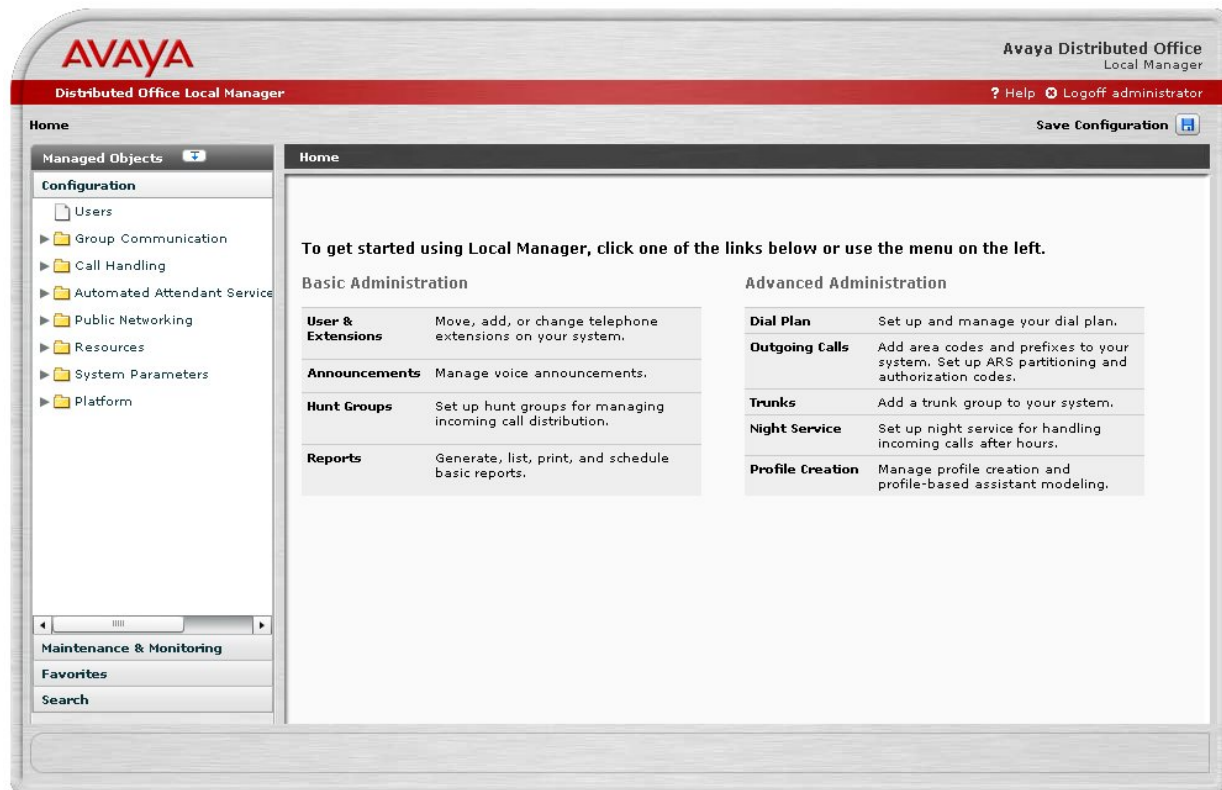 AVAYA
Avaya Distributed Office
Local Manager
Distributed Office Local Manager
? Help Logoff administrator
Home
Save Configuration
Managed Objects
Configuration
Users
Group Communication
Call Handling
Automated Attendant Service
Public Networking
Resources
System Parameters
Platform
Maintenance & Monitoring
Favorites
Search
Home
To get started using Local Manager, click one of the links below or use the menu on the left.
Basic Administration
User &
Extensions
Move, add, or change telephone
extensions on your system.
Announcements Manage voice announcements.
Hunt Groups
Set up hunt groups for managing
incoming call distribution.
Reports
Generate, list, print, and schedule
basic reports.
Advanced Administration
Dial Plan Set up and manage your dial plan.
Outgoing Calls
Add area codes and prefixes to your
system. Set up ARS partitioning and
authorization codes.
Trunks Add a trunk group to your system.
Night Service
Set up night service for handling
incoming calls after hours.
Profile Creation
Manage profile creation and
profile-based assistant modeling.